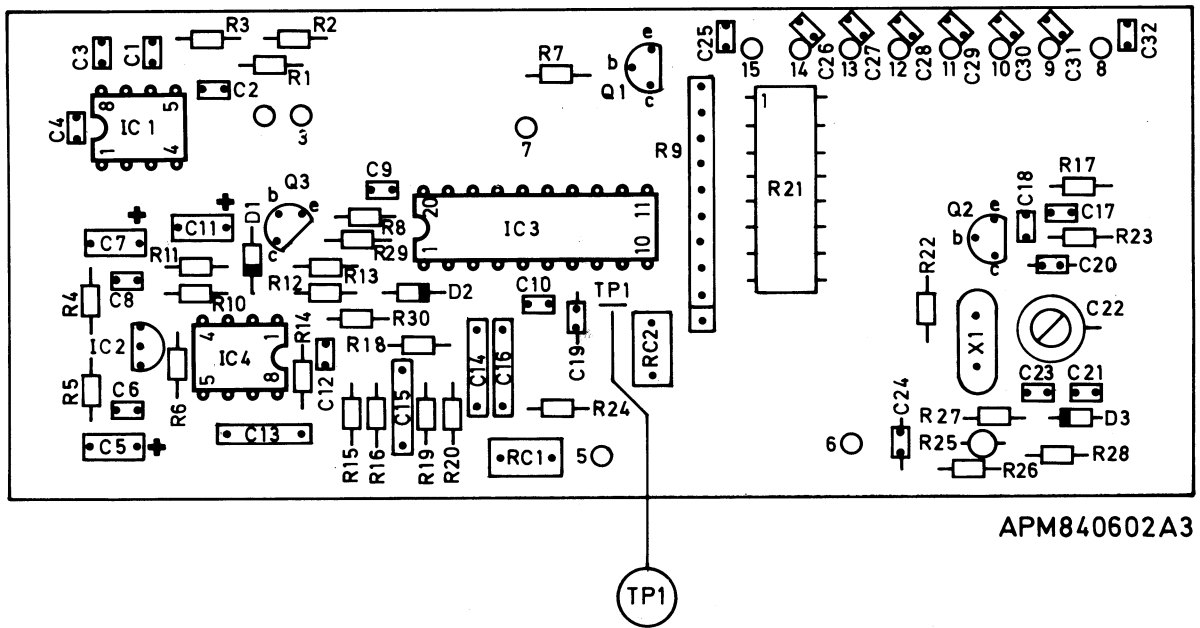 C3
C1
R3
R2
R1
C2
8
5
IC1
1
4
C4
3
R7
b
e
c
Q1
7
C25
15
14
C26
13
C27
12
C28
11
C29
10
C30
9
C31
8
C32
R9
1
R21
R17
C18
C17
R23
C20
Q2
e
b
c
R22
C9
Q3
b
e
c
D1
+
+
C7
C11
R8
R29
20
11
IC3
1
10
R11
R12
R13
R10
C8
R4
D2
C10
TP1
R30
C19
RC2
IC2
4
1
IC4
5
8
R14
R18
C14
C16
X1
C22
R5
C6
R6
C12
C15
R24
C23
C21
C24
R27
D3
C5
+
C13
R15
R16
R19
R20
RC1
5
6
R25
R26
R28
APM840602A3
TP1